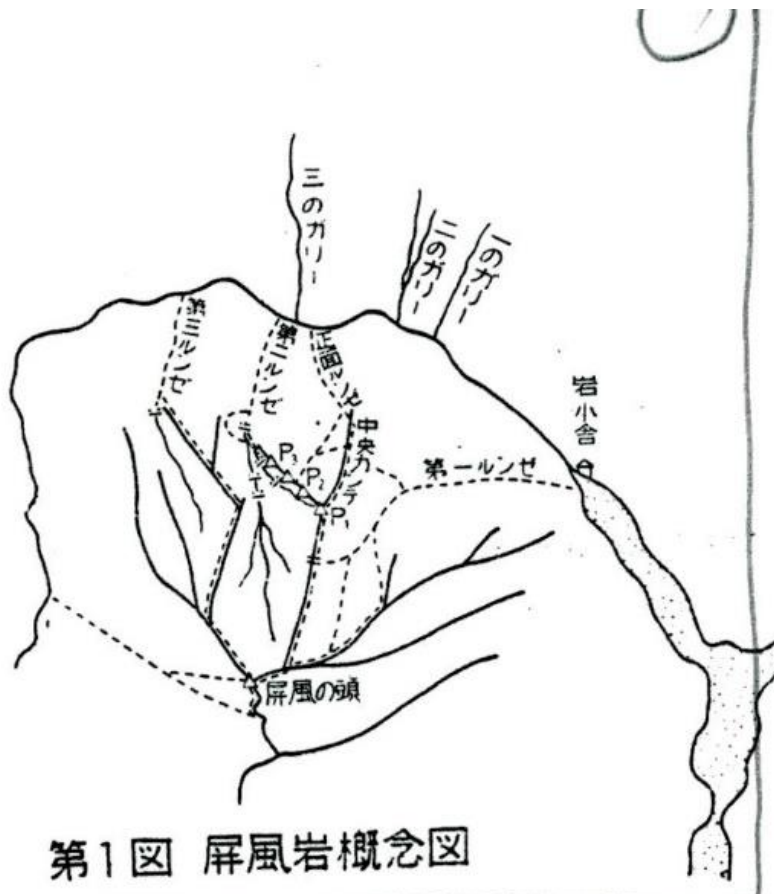 三のガリー
二のガリー
一のガリー
第三ルンゼ
第二ルンゼ
正面ルンゼ
中央カンテ
P₃
P₂
P₁
第一ルンゼ
岩小舎
屏風の頭
第1図 屏風岩概念図